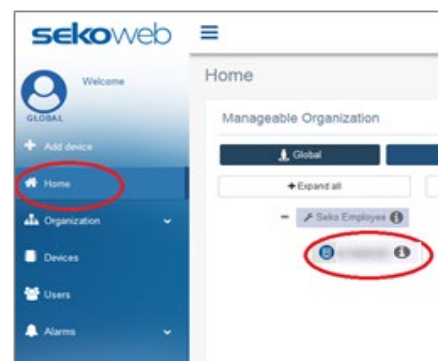 sekoweb
Welcome
GLOBAL
Home
Add device
Manageable Organization
Global
Home
Expand all
Organization
Seko Employee
Devices
Users
Alarms